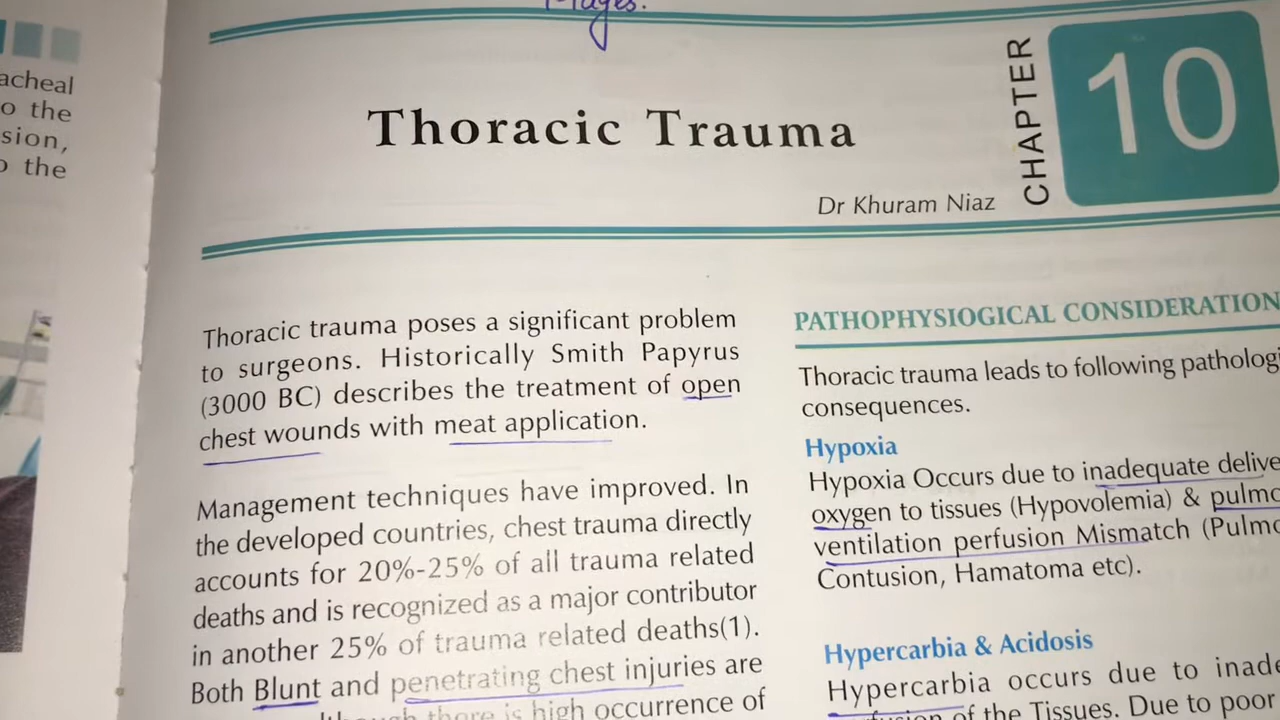 Mages.
acheal
o the
sion,
o the
CHAPTER
10
Thoracic Trauma
Dr Khuram Niaz
Thoracic trauma poses a significant problem
to surgeons. Historically Smith Papyrus
(3000 BC) describes the treatment of open
chest wounds with meat application.
Management techniques have improved. In
the developed countries, chest trauma directly
accounts for 20%-25% of all trauma related
deaths and is recognized as a major contributor
in another 25% of trauma related deaths(1).
Both Blunt and penetrating chest injuries are
there is high occurrence of
PATHOPHYSIOGICAL CONSIDERATION
Thoracic trauma leads to following pathologi
consequences.
Hypoxia
Hypoxia Occurs due to inadequate delive
oxygen to tissues (Hypovolemia) & pulmo
ventilation perfusion Mismatch (Pulmo
Contusion, Hamatoma etc).
Hypercarbia & Acidosis
Hypercarbia occurs due to inade
of the Tissues. Due to poor